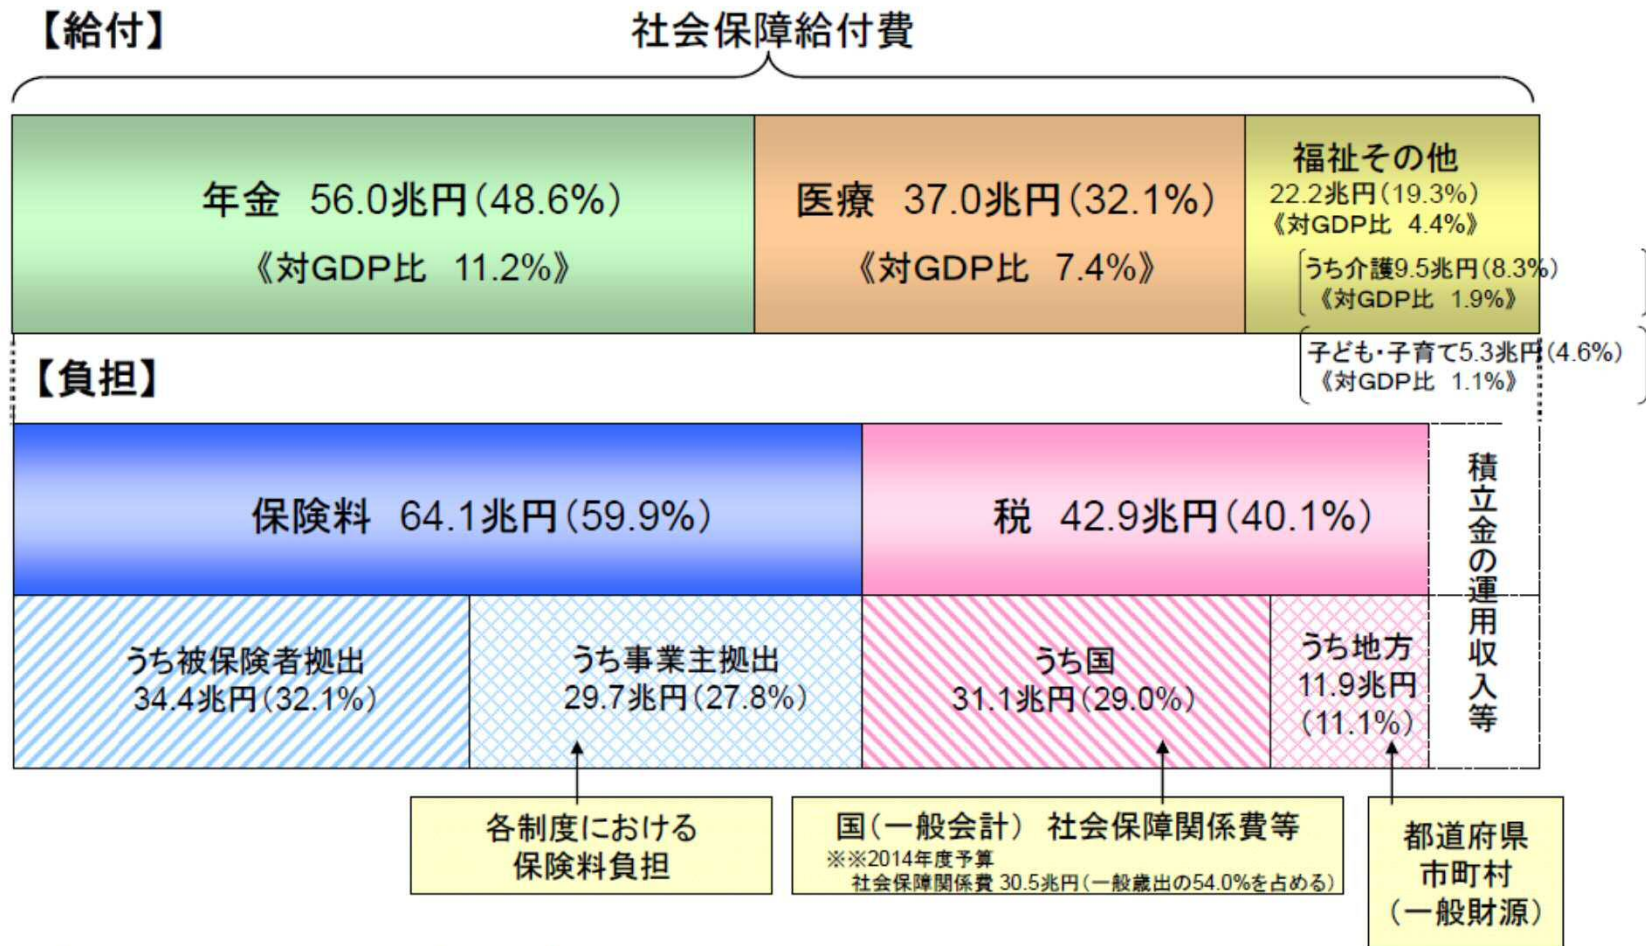 【給付】
社会保障給付費
年金 56.0兆円(48.6%)
《対GDP比 11.2%》
医療 37.0兆円(32.1%)
《対GDP比 7.4%》
福祉その他
22.2兆円(19.3%)
《対GDP比 4.4%》
うち介護9.5兆円(8.3%)
《対GDP比 1.9%》
子ども・子育て5.3兆円(4.6%)
《対GDP比 1.1%》
【負担】
保険料 64.1兆円(59.9%)
税 42.9兆円(40.1%)
積立金の運用収入等
うち被保険者拠出
34.4兆円(32.1%)
うち事業主拠出
29.7兆円(27.8%)
うち国
31.1兆円(29.0%)
うち地方
11.9兆円
(11.1%)
各制度における
保険料負担
国(一般会計) 社会保障関係費等
※※2014年度予算
社会保障関係費 30.5兆円(一般歳出の54.0%を占める)
都道府県
市町村
(一般財源)